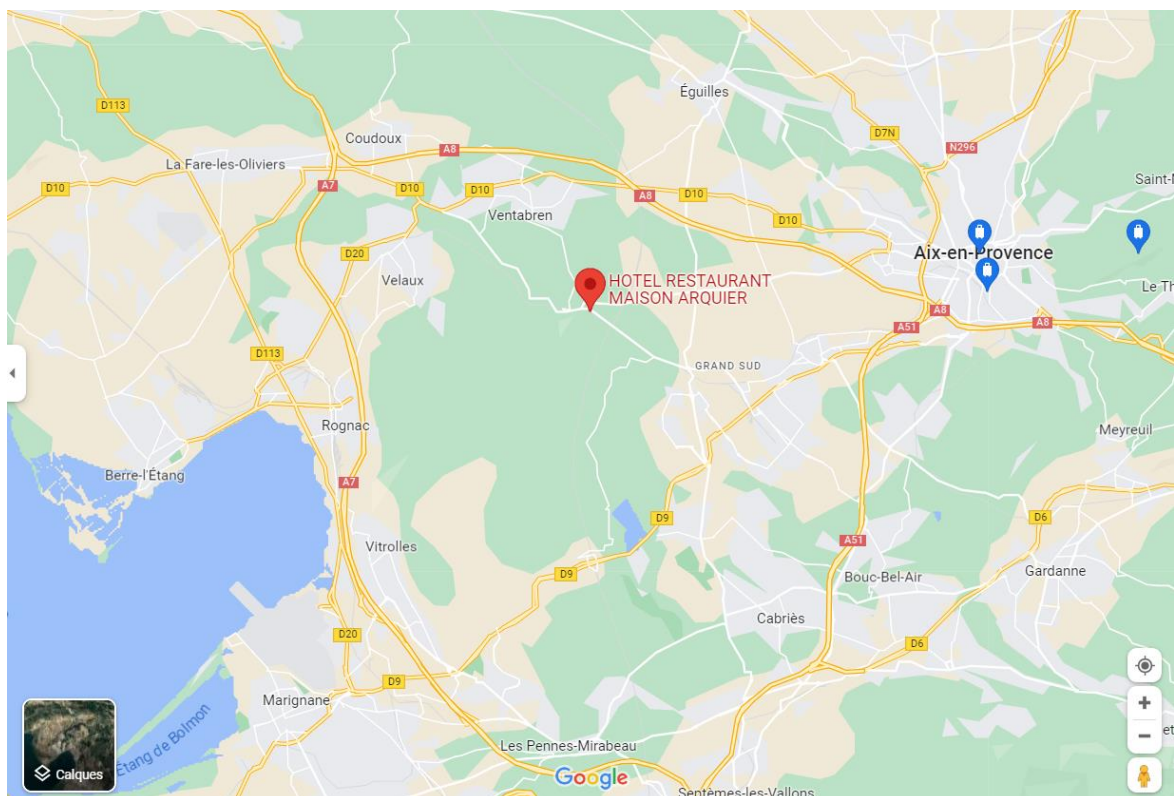 Éguilles
D113
D7N
Coudoux
A8
N296
La Fare-les-Oliviers
A7
D10
D10
D10
A8
D10
Saint-
Ventabren
D10
D20
Aix-en-Provence
Velaux
HOTEL RESTAURANT
MAISON ARQUIER
Le Th
A8
A51
A8
D113
GRAND SUD
Rognac
Meyreuil
Berre-l'Étang
A7
D9
D6
Vitrolles
A51
D9
Bouc-Bel-Air
Gardanne
Cabriès
D20
D6
D9
Marignane
Étang de Bolmon
Les Pennes-Mirabeau
Calques
Google
Septèmes-les-Vallons